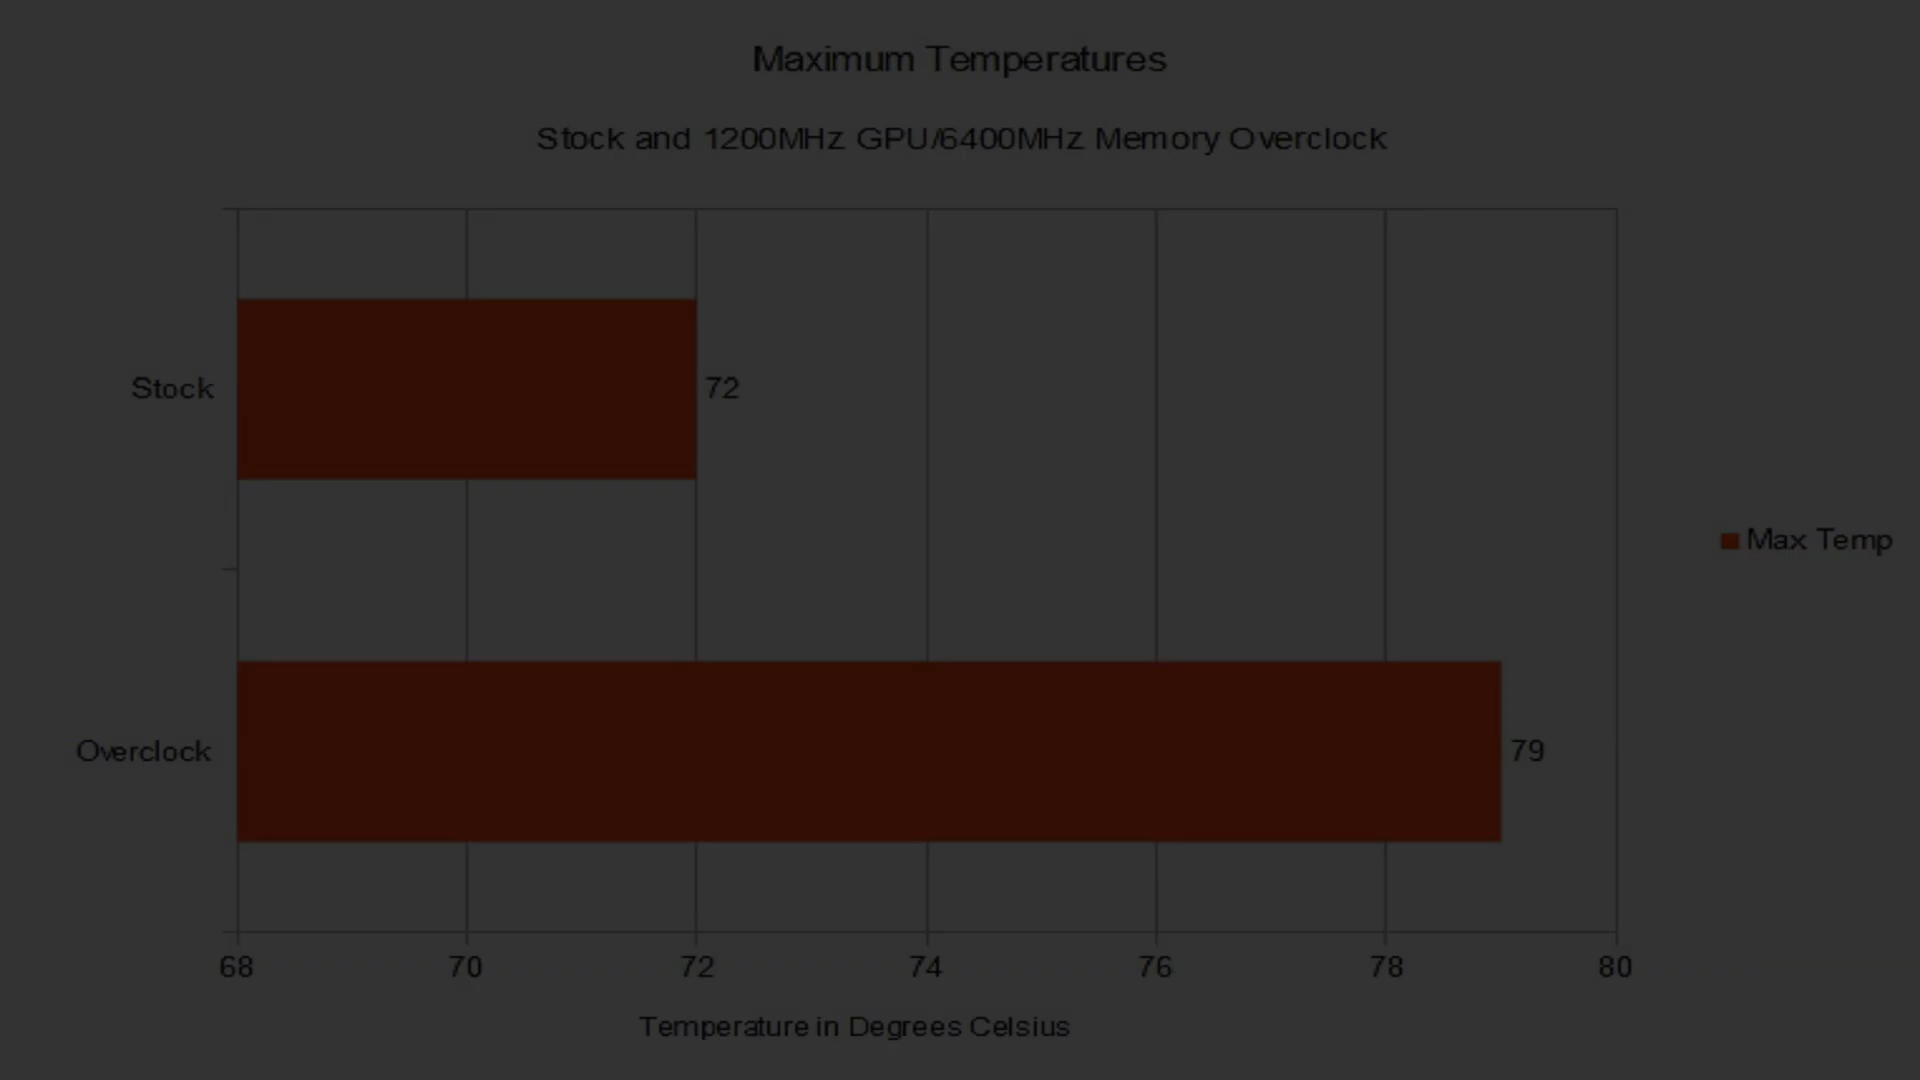 Maximum Temperatures
Stock and 1200MHz GPU/6400MHz Memory Overclock
Stock
72
Max Temp
Overclock
79
68 70 72 74 76 78 80
Temperature in Degrees Celsius